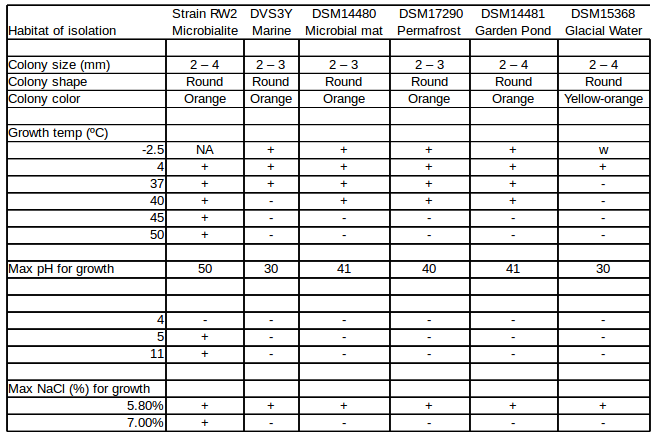 Strain RW2 DVS3Y DSM14480 DSM17290 DSM14481 DSM15368
Habitat of isolation Microbialite Marine Microbial mat Permafrost Garden Pond Glacial Water
Colony size (mm) 2 – 4 2 – 3 2 – 3 2 – 3 2 – 4 2 – 4
Colony shape Round Round Round Round Round Round
Colony color Orange Orange Orange Orange Orange Yellow-orange
Growth temp (ºC)
-2.5 NA + + + + w
4 + + + + + +
37 + + + + + -
40 + - + + + -
45 + - - - - -
50 + - - - - -
Max pH for growth 50 30 41 40 41 30
4 - - - - - -
5 + - - - - -
11 + - - - - -
Max NaCl (%) for growth
5.80% + + + + + +
7.00% + - - - - -